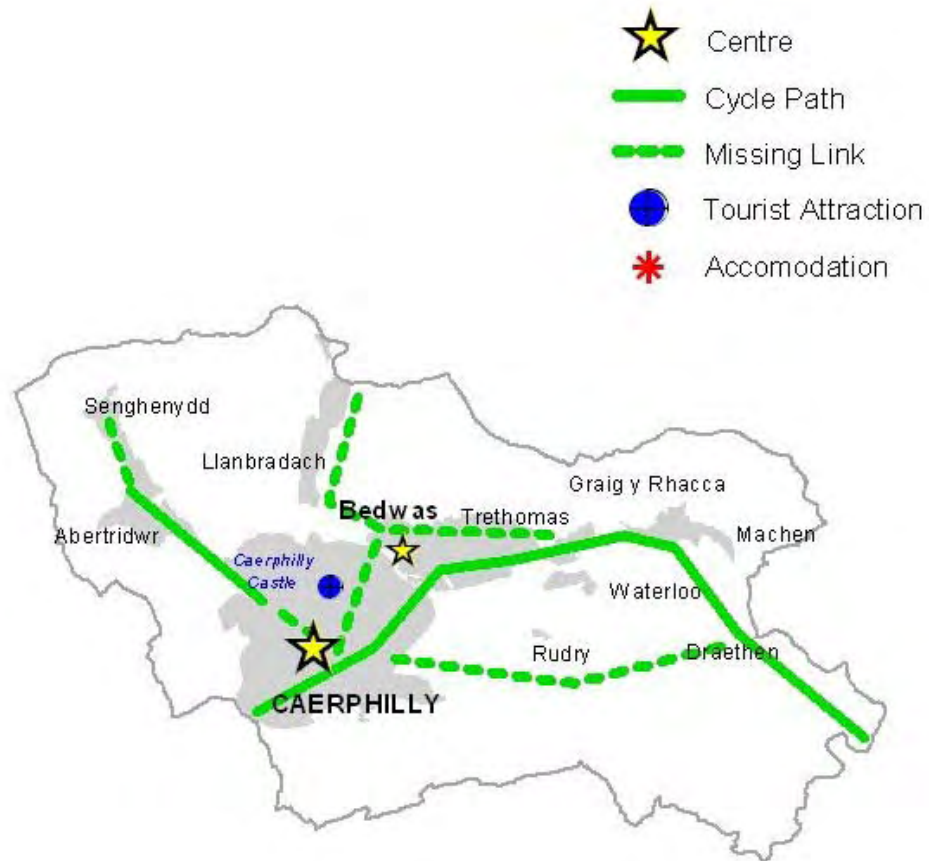 Centre
Cycle Path
Missing Link
Tourist Attraction
Accomodation
Senghenydd
Llanbradach
Graig y Rhacca
Bedwas
Trethomas
Abertridwr
Machen
Caerphilly
Castle
Waterloo
Rudry
Draethen
CAERPHILLY